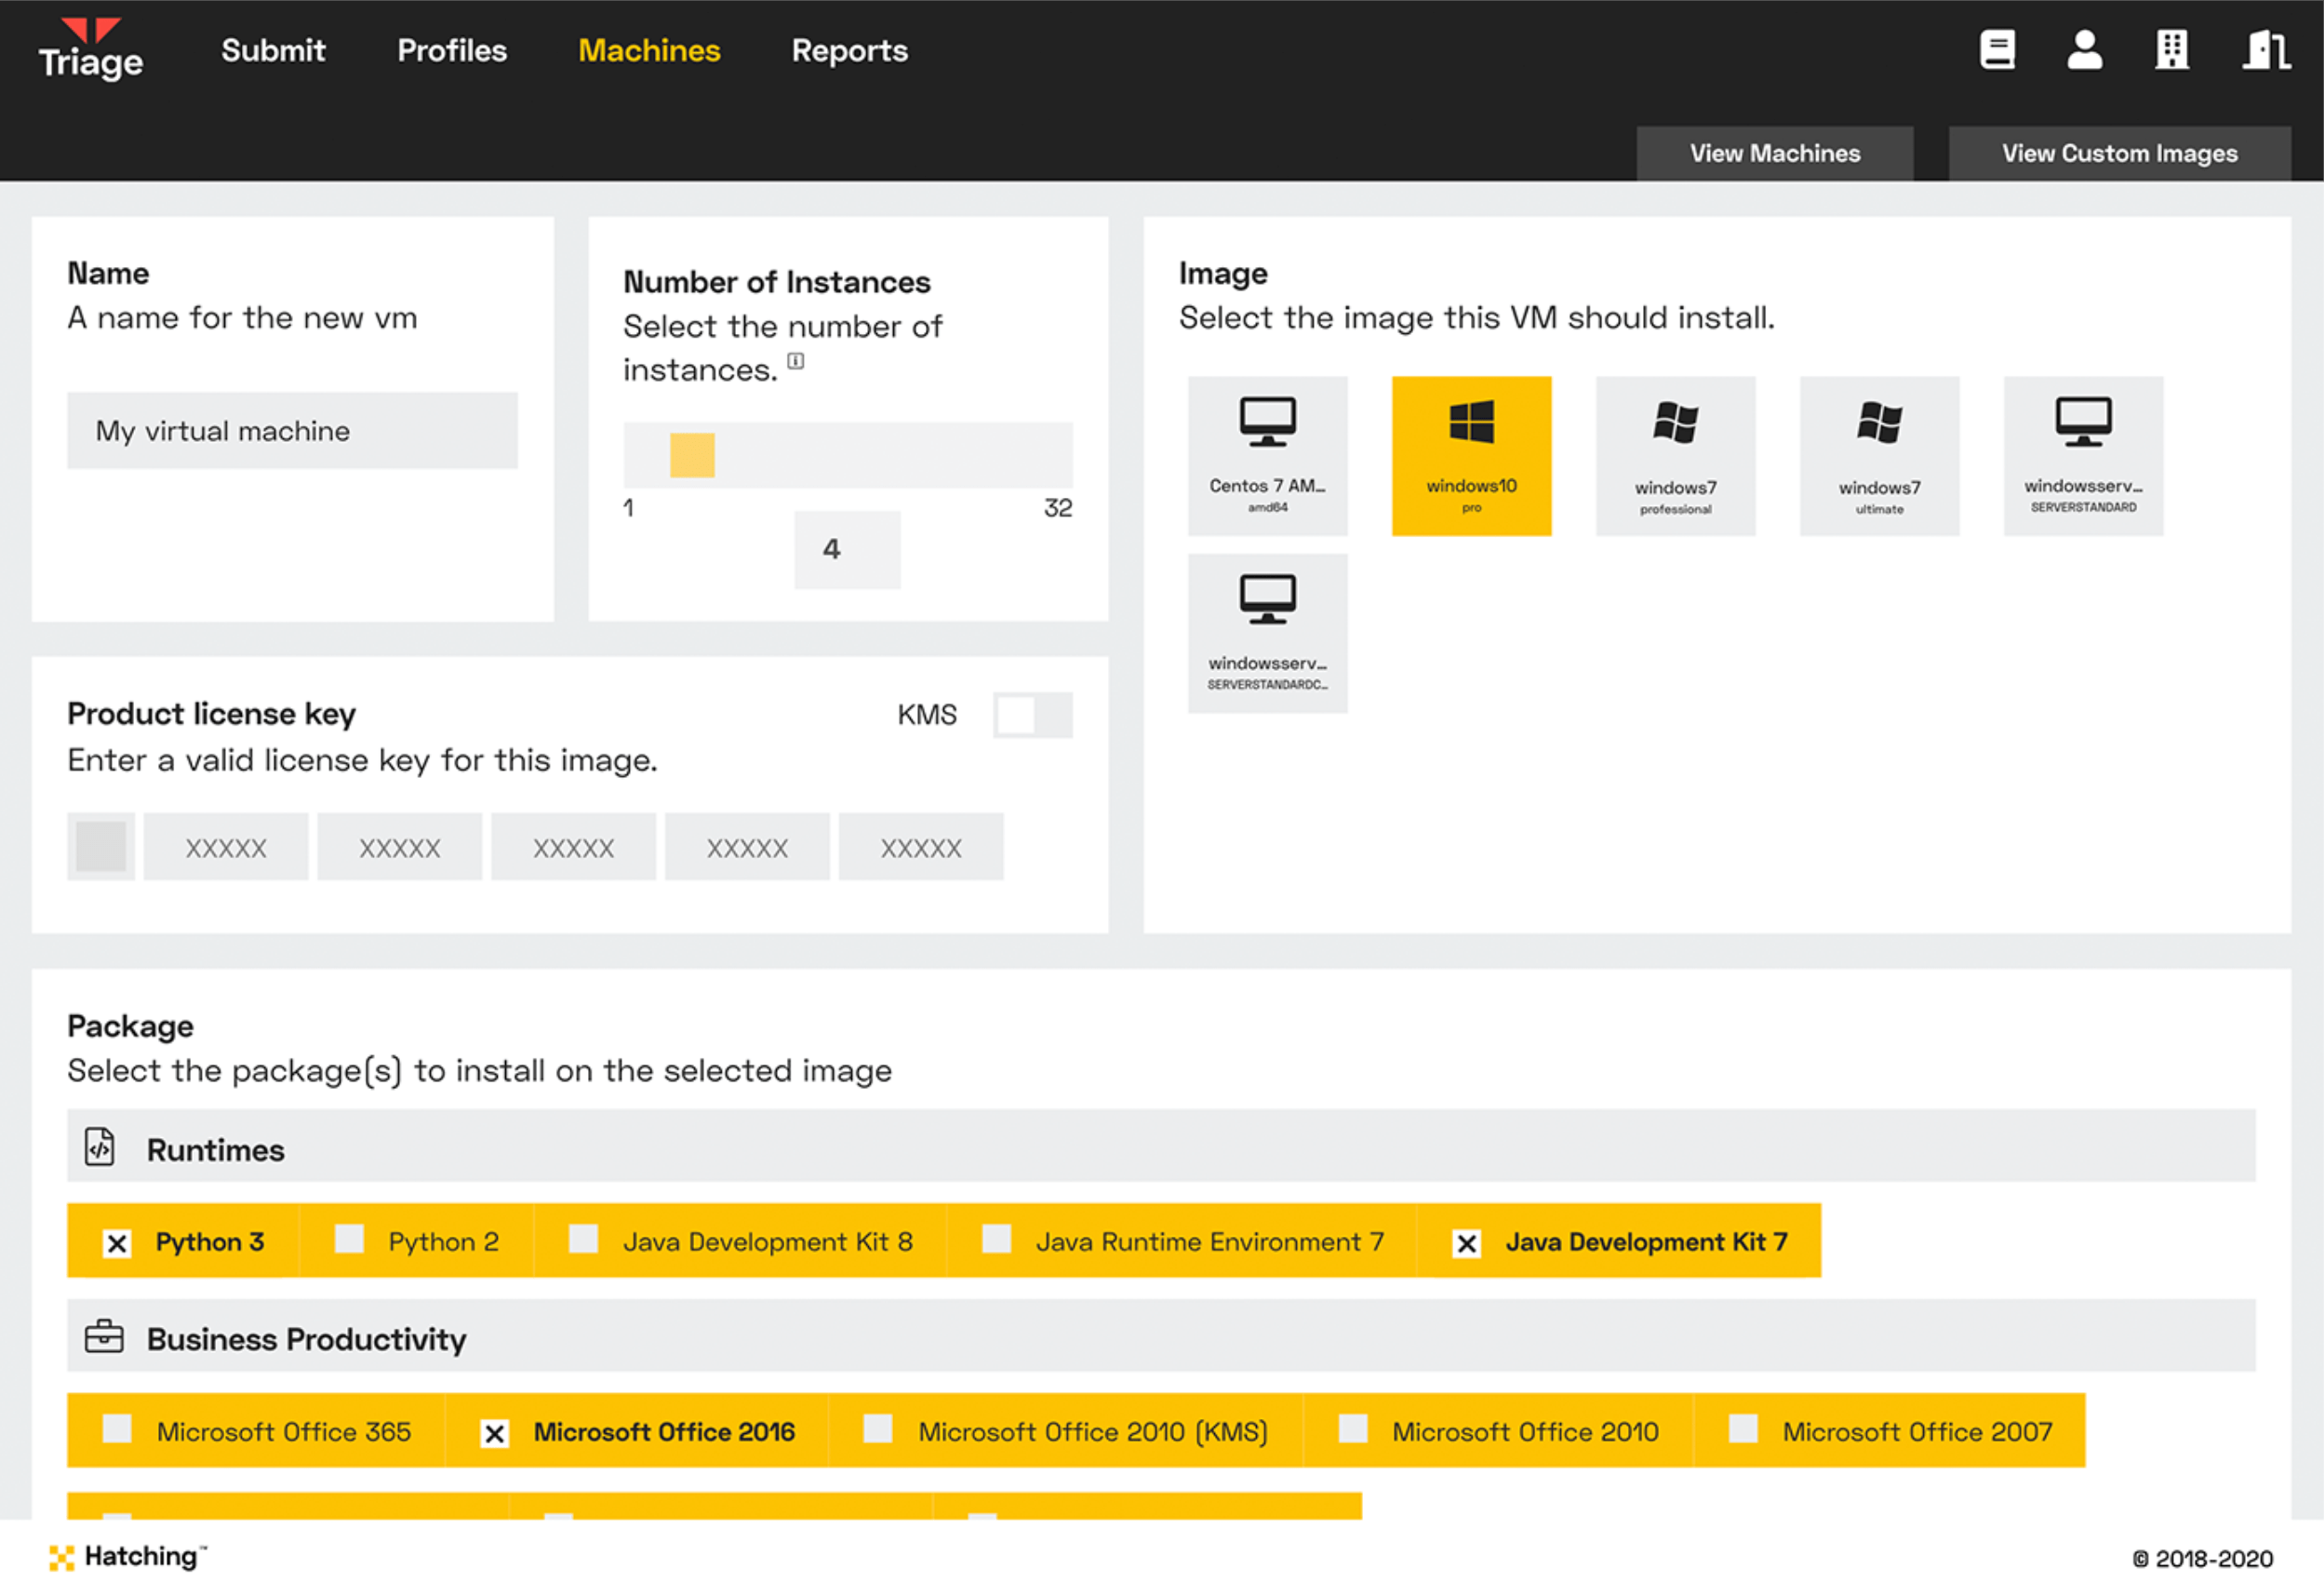 Triage
Submit
Profiles
Machines
Reports
View Machines
View Custom Images
Name
A name for the new vm
My virtual machine
Number of Instances
Select the number of
instances.
1
32
4
Image
Select the image this VM should install.
Centos 7 AM...
amd64
windows10
pro
windows7
professional
windows7
ultimate
windowsserv...
SERVERSTANDARD
windowsserv...
SERVERSTANDARDC...
Product license key
KMS
Enter a valid license key for this image.
XXXXX
XXXXX
XXXXX
XXXXX
XXXXX
Package
Select the package(s) to install on the selected image
Runtimes
Python 3
Python 2
Java Development Kit 8
Java Runtime Environment 7
Java Development Kit 7
Business Productivity
Microsoft Office 365
Microsoft Office 2016
Microsoft Office 2010 (KMS)
Microsoft Office 2010
Microsoft Office 2007
Hatching™
© 2018-2020